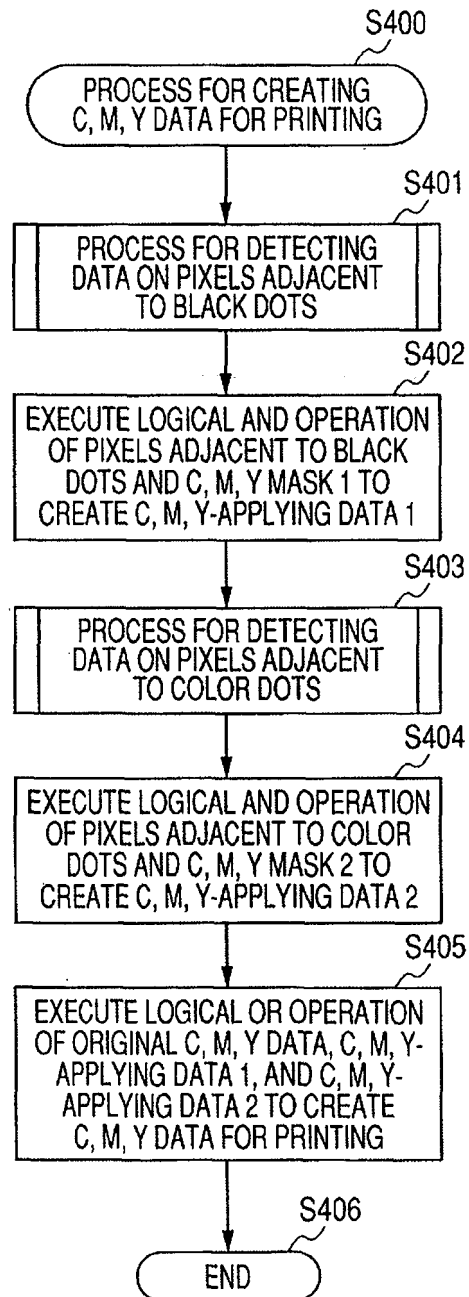 S400
PROCESS FOR CREATING
C, M, Y DATA FOR PRINTING
S401
PROCESS FOR DETECTING
DATA ON PIXELS ADJACENT
TO BLACK DOTS
S402
EXECUTE LOGICAL AND OPERATION
OF PIXELS ADJACENT TO BLACK
DOTS AND C, M, Y MASK 1 TO
CREATE C, M, Y-APPLYING DATA 1
S403
PROCESS FOR DETECTING
DATA ON PIXELS ADJACENT
TO COLOR DOTS
S404
EXECUTE LOGICAL AND OPERATION
OF PIXELS ADJACENT TO COLOR
DOTS AND C, M, Y MASK 2 TO
CREATE C, M, Y-APPLYING DATA 2
S405
EXECUTE LOGICAL OR OPERATION
OF ORIGINAL C, M, Y DATA, C, M, Y-
APPLYING DATA 1, AND C, M, Y-
APPLYING DATA 2 TO CREATE
C, M, Y DATA FOR PRINTING
S406
END